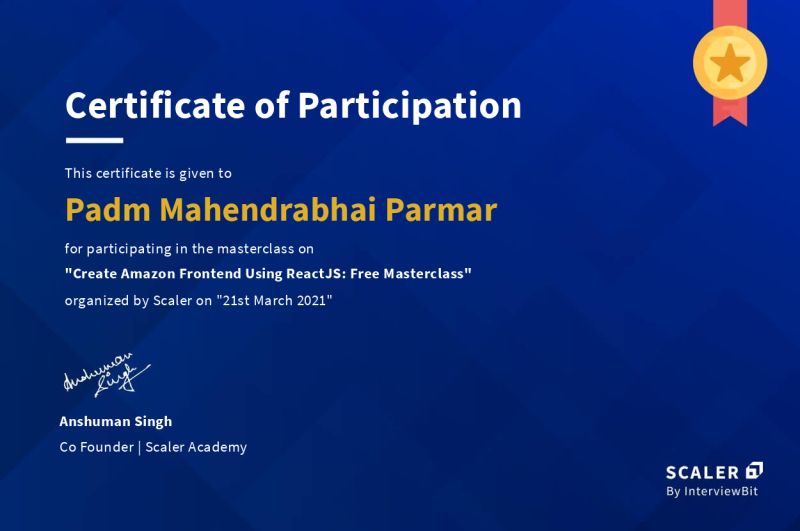 Certificate of Participation
This certificate is given to
Padm Mahendrabhai Parmar
for participating in the masterclass on
"Create Amazon Frontend Using ReactJS: Free Masterclass"
organized by Scaler on "21st March 2021"
Anshuman
Singh
Anshuman Singh
Co Founder | Scaler Academy
SCALER
By InterviewBit